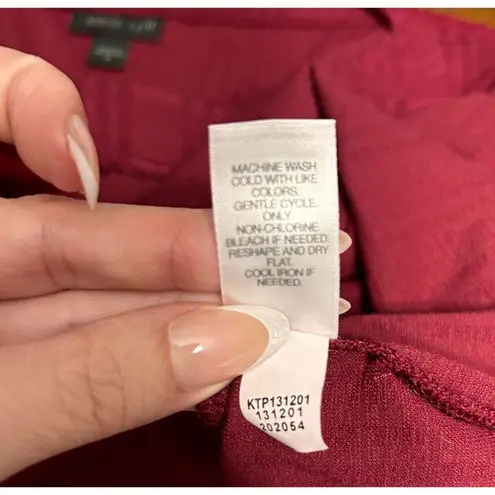 MACHINE WASH
COLD WITH LIKE
COLORS.
GENTLE CYCLE
ONLY
NON-CHLORINE
BLEACH IF NEEDED.
RESHAPE AND DRY
FLAT.
COOL IRON IF
NEEDED.
KTP131201
131201
202054